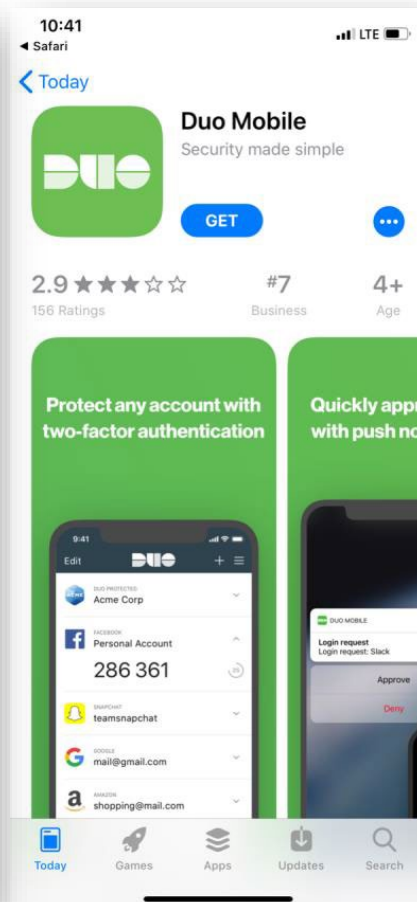 10:41
LTE
Safari
Today
Duo Mobile
Security made simple
DUO
GET
2.9
#7
4+
156 Ratings
Business
Age
Protect any account with
two-factor authentication
Quickly appr
with push no
9:41
Edit
DUO
DUO PROTECTED
Acme Corp
FACEBOOK
Personal Account
286 361
SNAPCHAT
teamsnapchat
GOOGLE
mail@gmail.com
AMAZON
shopping@mail.com
DUO MOBILE
Login request
Login request: Slack
Approve
Deny
Today
Games
Apps
Updates
Search